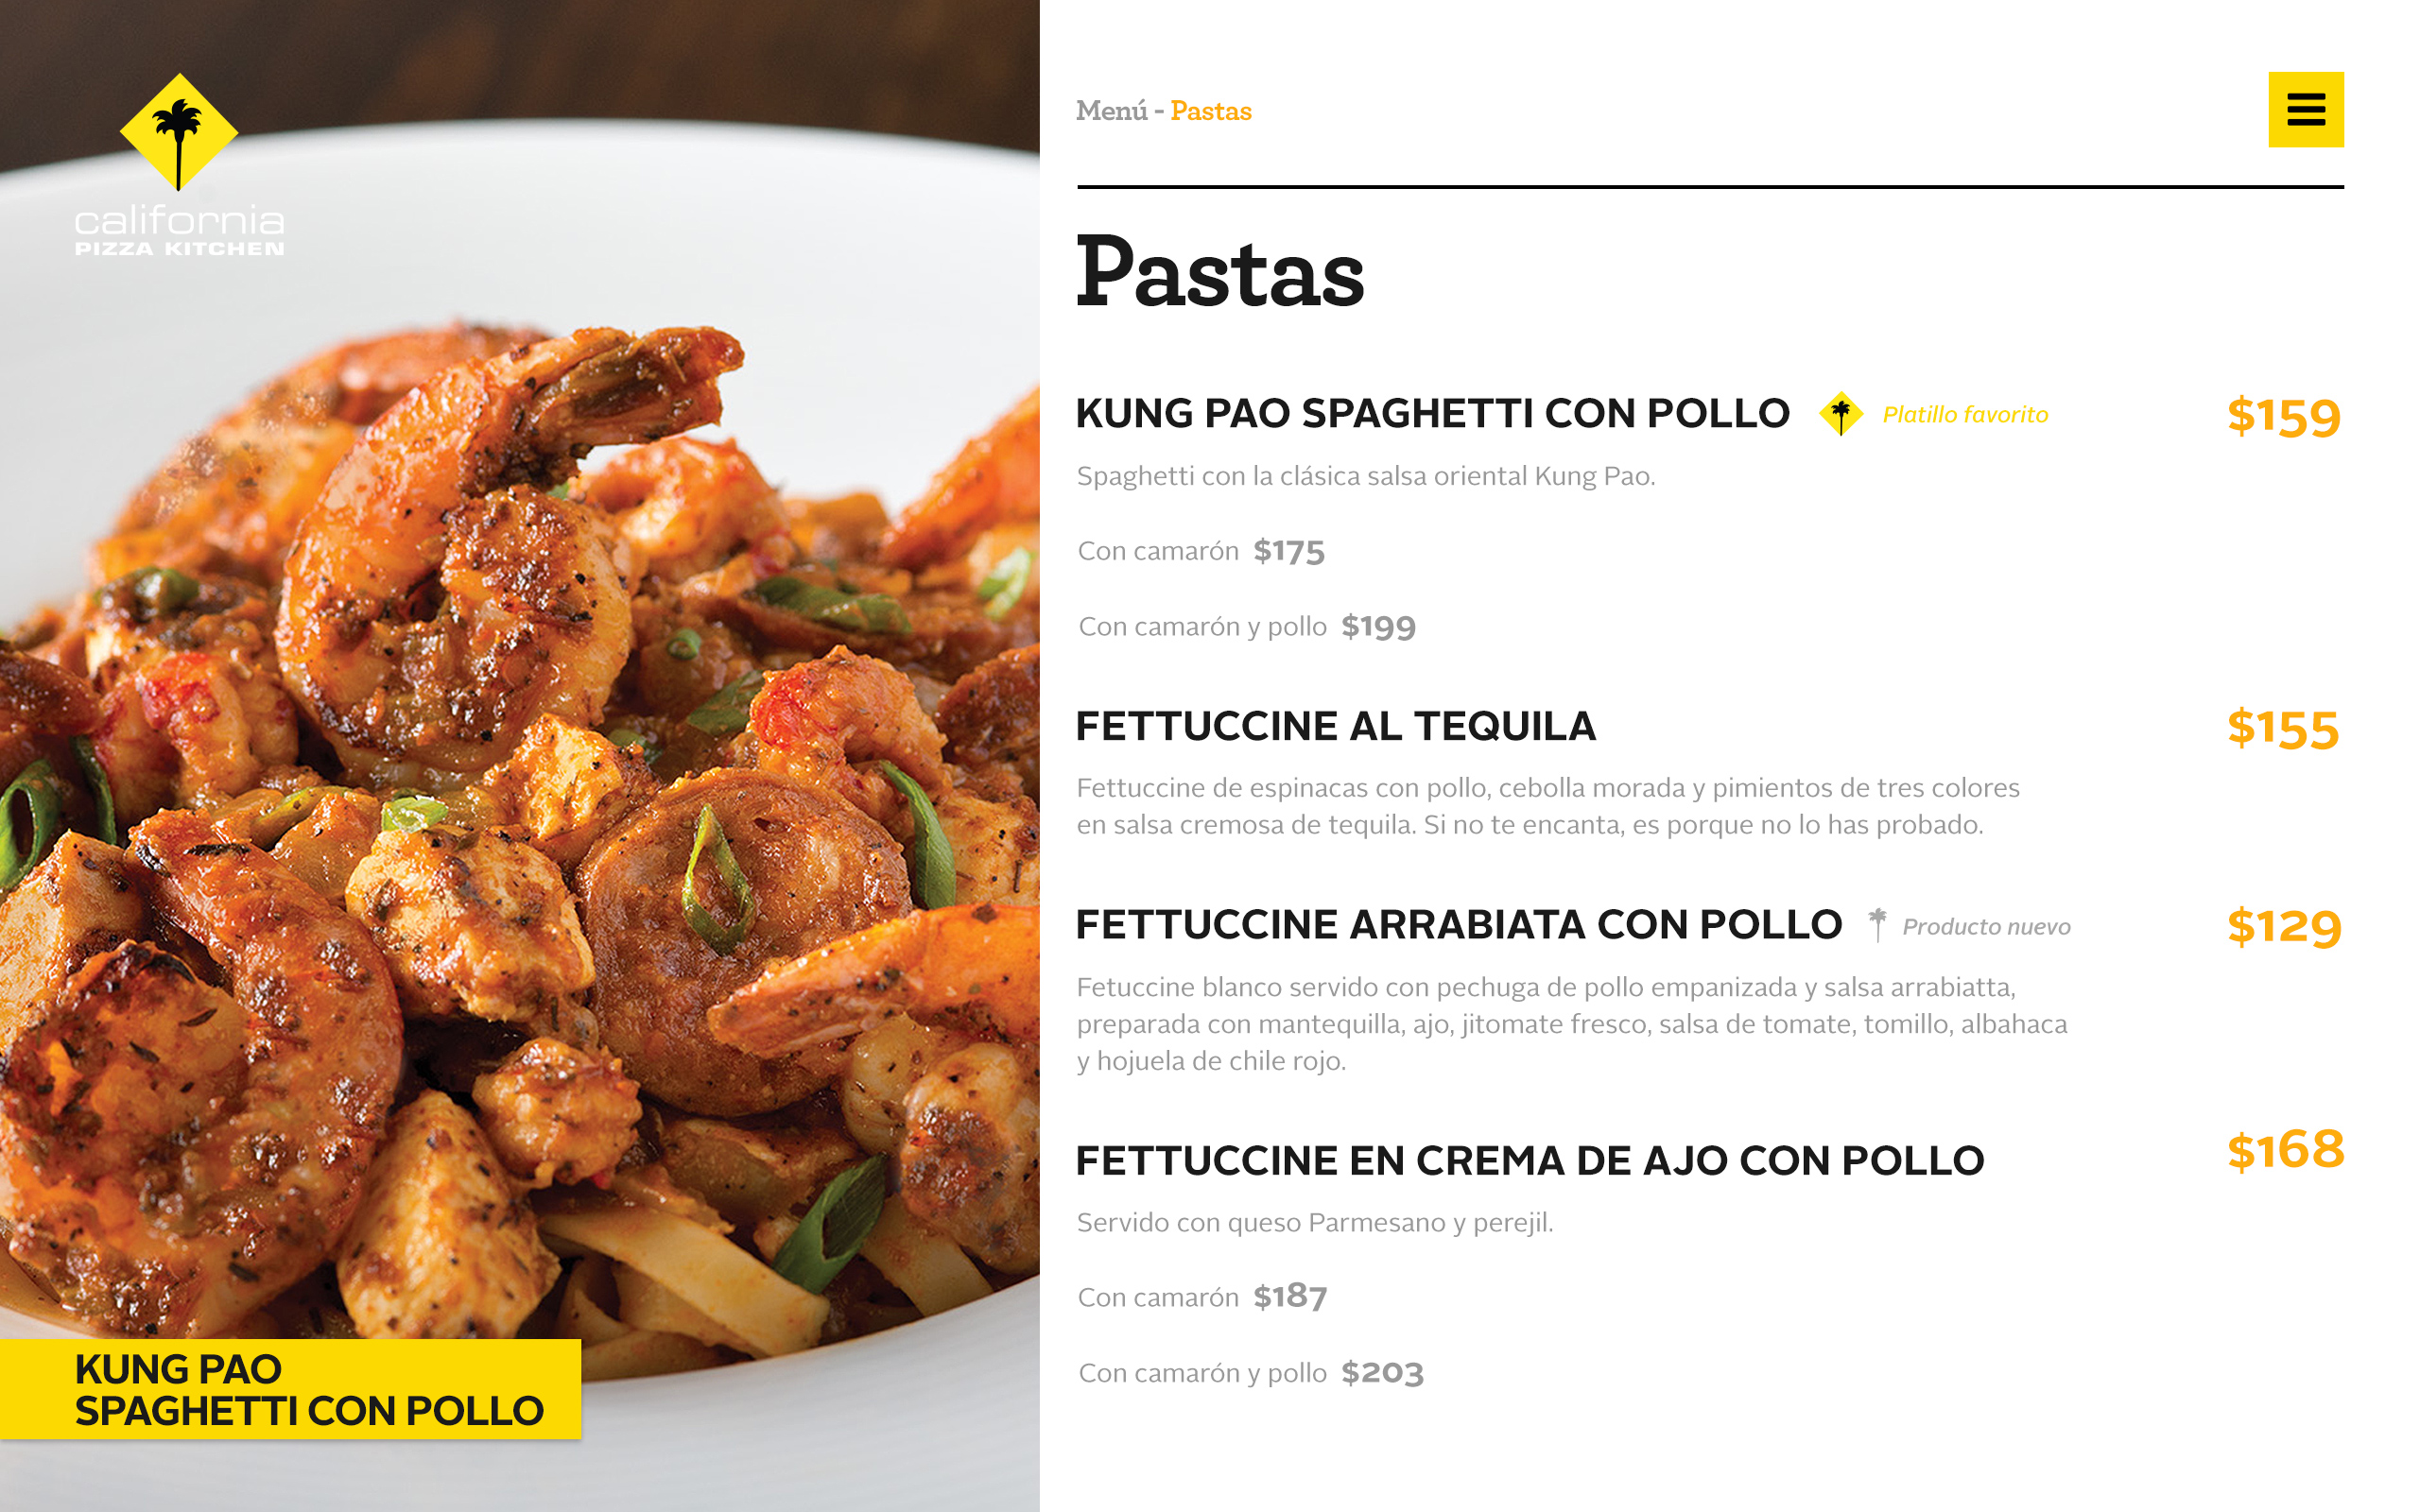 california
PIZZA KITCHEN
KUNG PAO
SPAGHETTI CON POLLO
Menú - Pastas
Pastas
KUNG PAO SPAGHETTI CON POLLO Platillo favorito $159
Spaghetti con la clásica salsa oriental Kung Pao.
Con camarón $175
Con camarón y pollo $199
FETTUCCINE AL TEQUILA $155
Fettuccine de espinacas con pollo, cebolla morada y pimientos de tres colores
en salsa cremosa de tequila. Si no te encanta, es porque no lo has probado.
FETTUCCINE ARRABIATA CON POLLO Producto nuevo $129
Fetuccine blanco servido con pechuga de pollo empanizada y salsa arrabiatta,
preparada con mantequilla, ajo, jitomate fresco, salsa de tomate, tomillo, albahaca
y hojuela de chile rojo.
FETTUCCINE EN CREMA DE AJO CON POLLO $168
Servido con queso Parmesano y perejil.
Con camarón $187
Con camarón y pollo $203